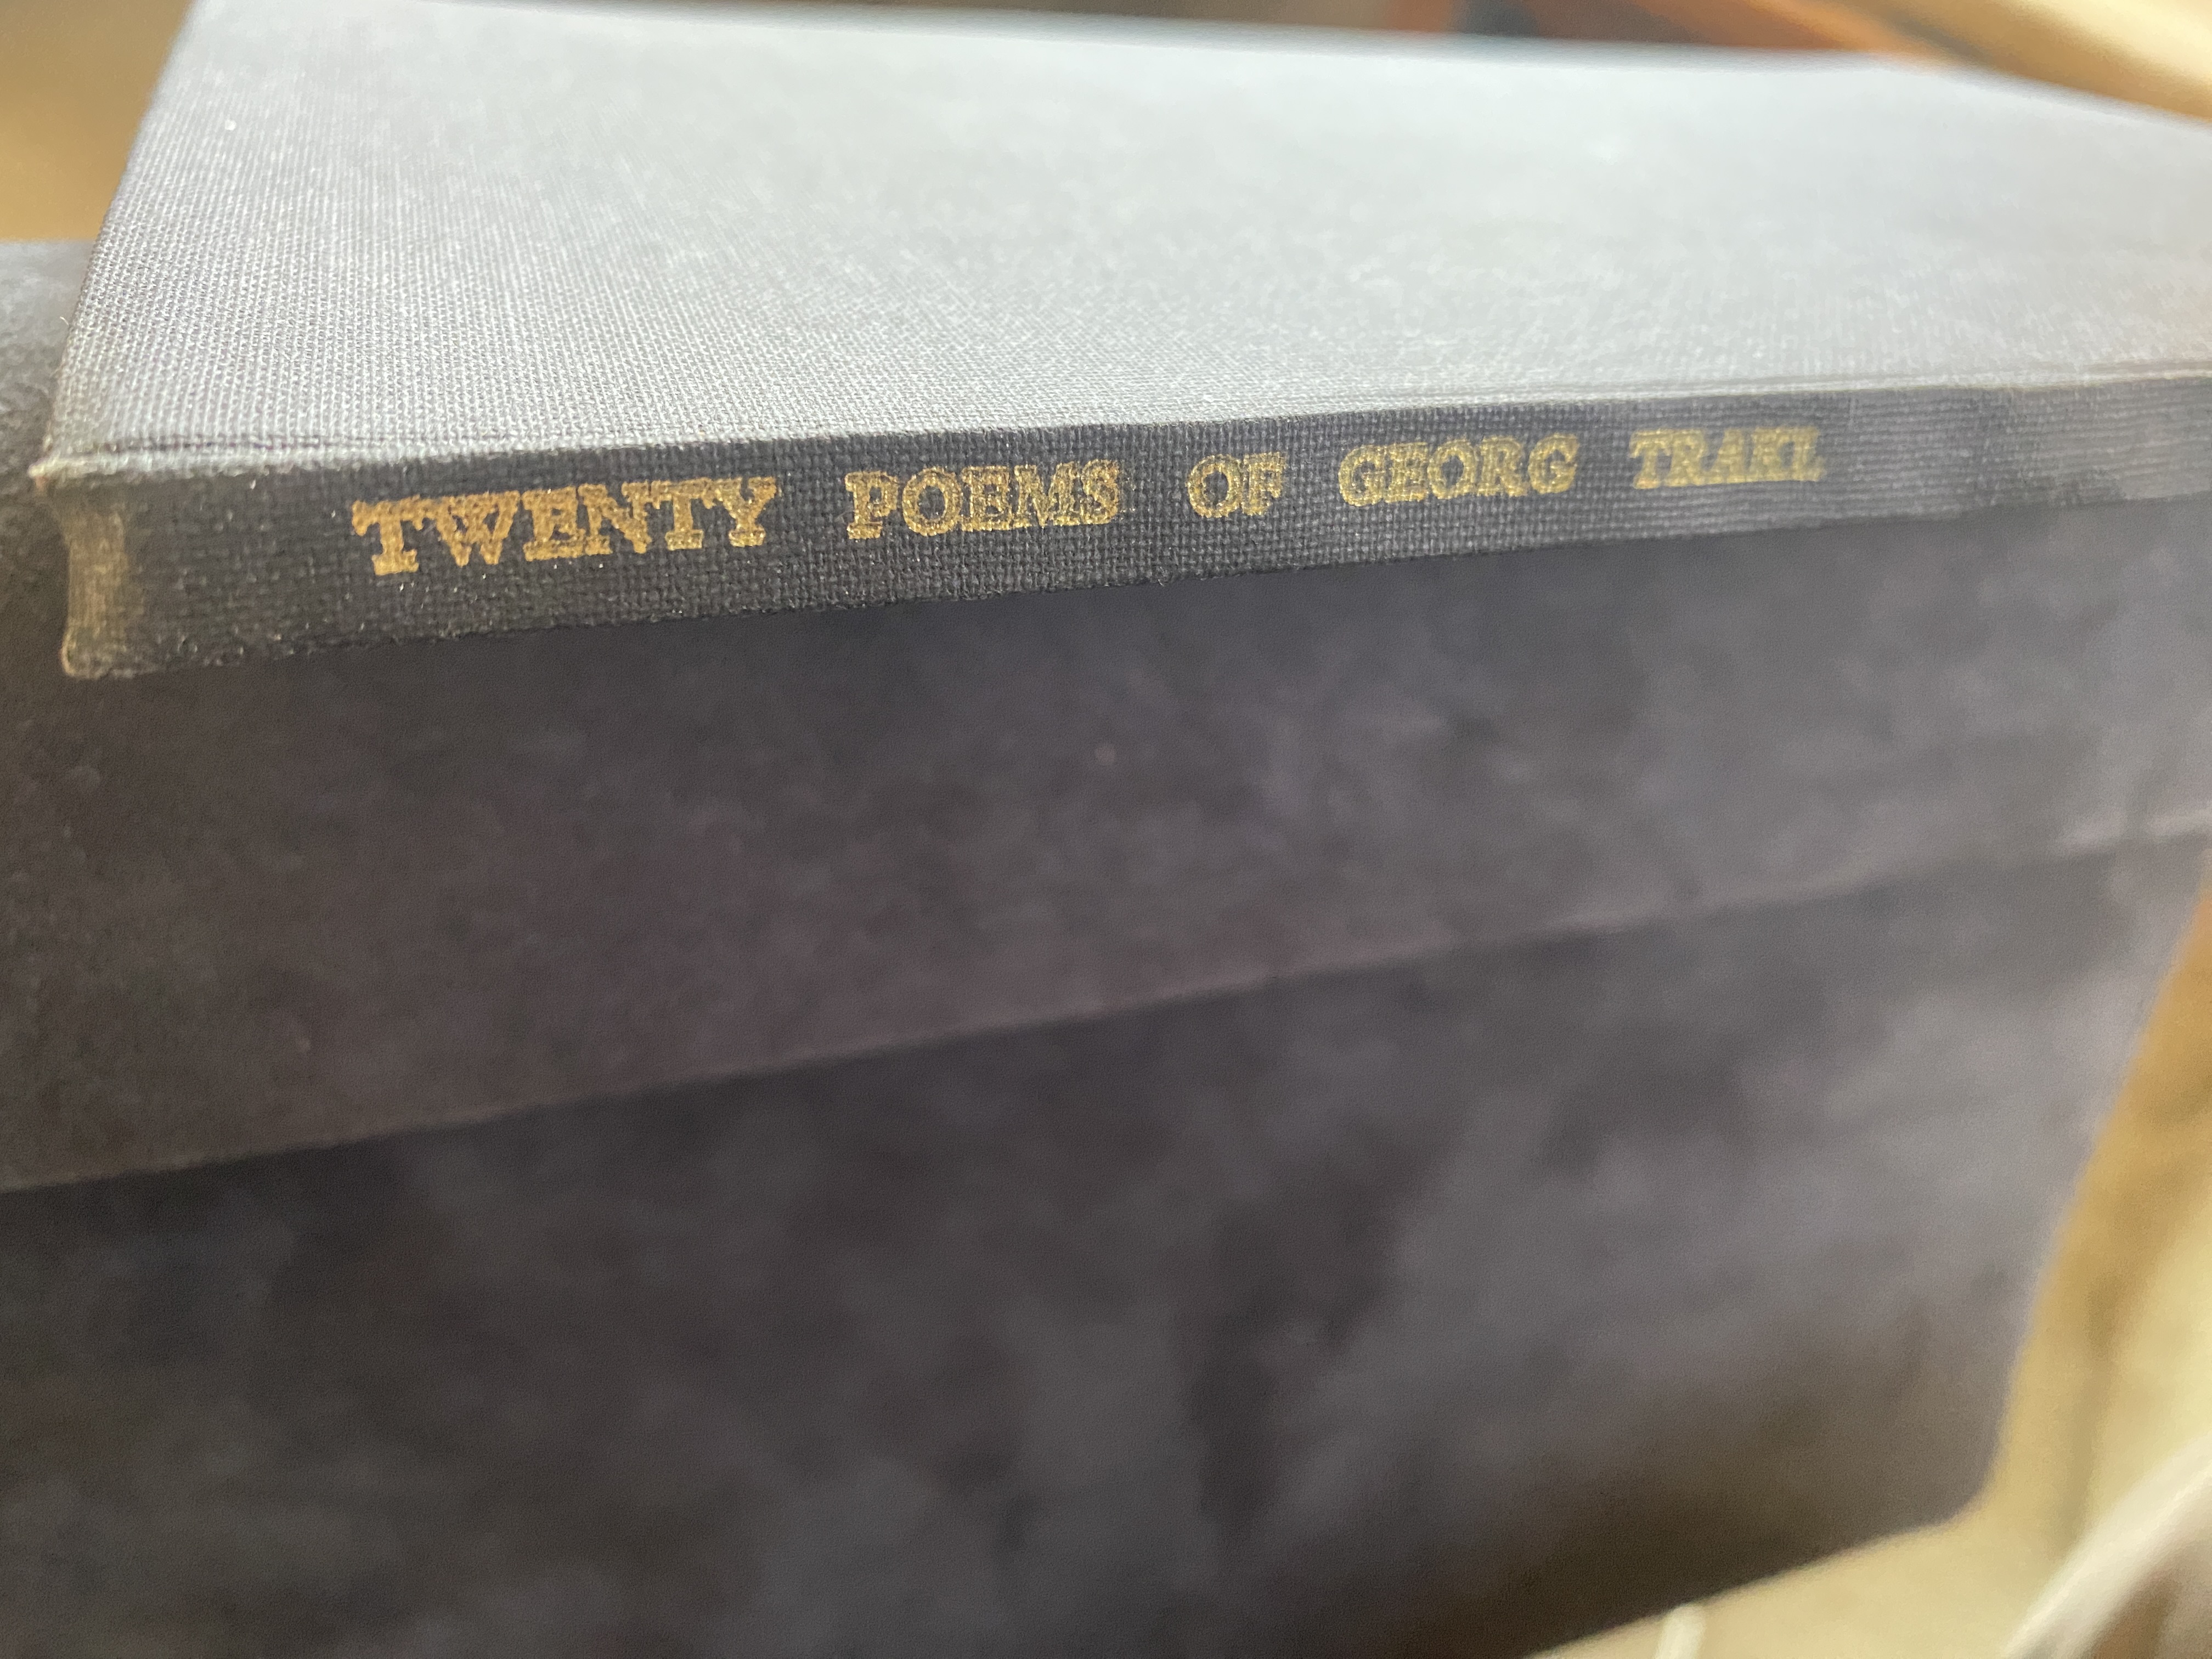 TWENTY POEMS OF GEORG TRAKL